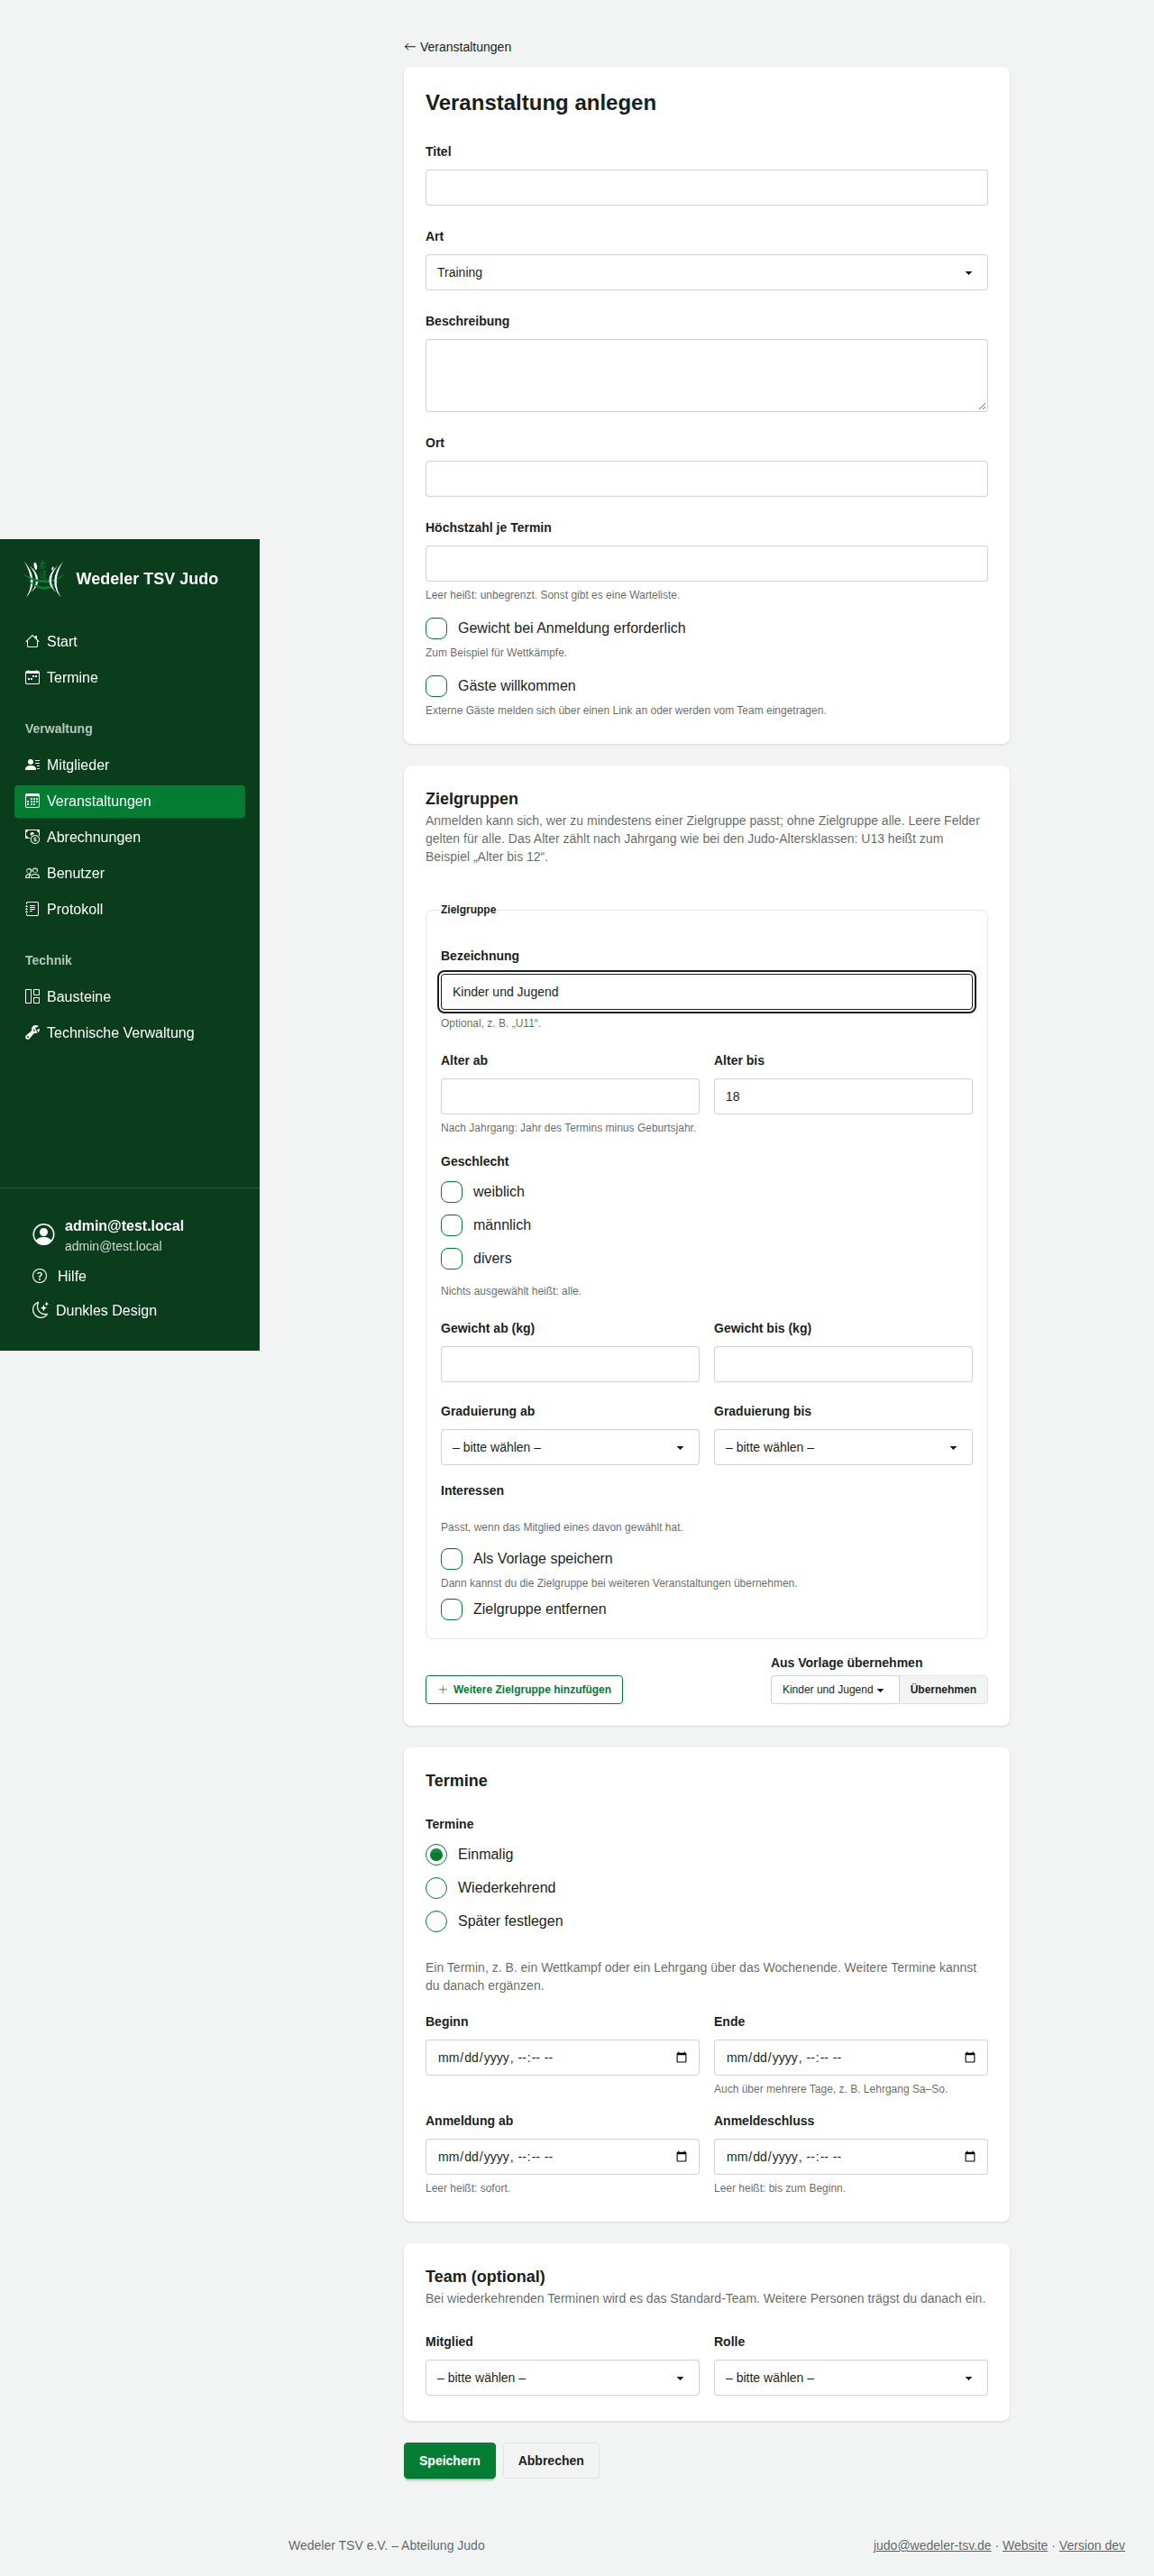 ← Veranstaltungen
Veranstaltung anlegen
Titel
Art
Training
Beschreibung
Ort
Höchstzahl je Termin
Leer heißt: unbegrenzt. Sonst gibt es eine Warteliste.
Gewicht bei Anmeldung erforderlich
Zum Beispiel für Wettkämpfe.
Gäste willkommen
Externe Gäste melden sich über einen Link an oder werden vom Team eingetragen.
Wedeler TSV Judo
Start
Termine
Verwaltung
Mitglieder
Veranstaltungen
Abrechnungen
Benutzer
Protokoll
Technik
Bausteine
Technische Verwaltung
admin@test.local
admin@test.local
Hilfe
Dunkles Design
Zielgruppen
Anmelden kann sich, wer zu mindestens einer Zielgruppe passt; ohne Zielgruppe alle. Leere Felder
gelten für alle. Das Alter zählt nach Jahrgang wie bei den Judo-Altersklassen: U13 heißt zum
Beispiel „Alter bis 12“.
Zielgruppe
Bezeichnung
Kinder und Jugend
Optional, z. B. „U11“.
Alter ab
Alter bis
18
Nach Jahrgang: Jahr des Termins minus Geburtsjahr.
Geschlecht
weiblich
männlich
divers
Nichts ausgewählt heißt: alle.
Gewicht ab (kg)
Gewicht bis (kg)
Graduierung ab
Graduierung bis
– bitte wählen –
– bitte wählen –
Interessen
Passt, wenn das Mitglied eines davon gewählt hat.
Als Vorlage speichern
Dann kannst du die Zielgruppe bei weiteren Veranstaltungen übernehmen.
Zielgruppe entfernen
Aus Vorlage übernehmen
+ Weitere Zielgruppe hinzufügen
Kinder und Jugend
Übernehmen
Termine
Termine
Einmalig
Wiederkehrend
Später festlegen
Ein Termin, z. B. ein Wettkampf oder ein Lehrgang über das Wochenende. Weitere Termine kannst
du danach ergänzen.
Beginn
Ende
mm/dd/yyyy, --:-- --
mm/dd/yyyy, --:-- --
Auch über mehrere Tage, z. B. Lehrgang Sa–So.
Anmeldung ab
Anmeldeschluss
mm/dd/yyyy, --:-- --
mm/dd/yyyy, --:-- --
Leer heißt: sofort.
Leer heißt: bis zum Beginn.
Team (optional)
Bei wiederkehrenden Terminen wird es das Standard-Team. Weitere Personen trägst du danach ein.
Mitglied
Rolle
– bitte wählen –
– bitte wählen –
Speichern
Abbrechen
Wedeler TSV e.V. – Abteilung Judo
judo@wedeler-tsv.de · Website · Version dev